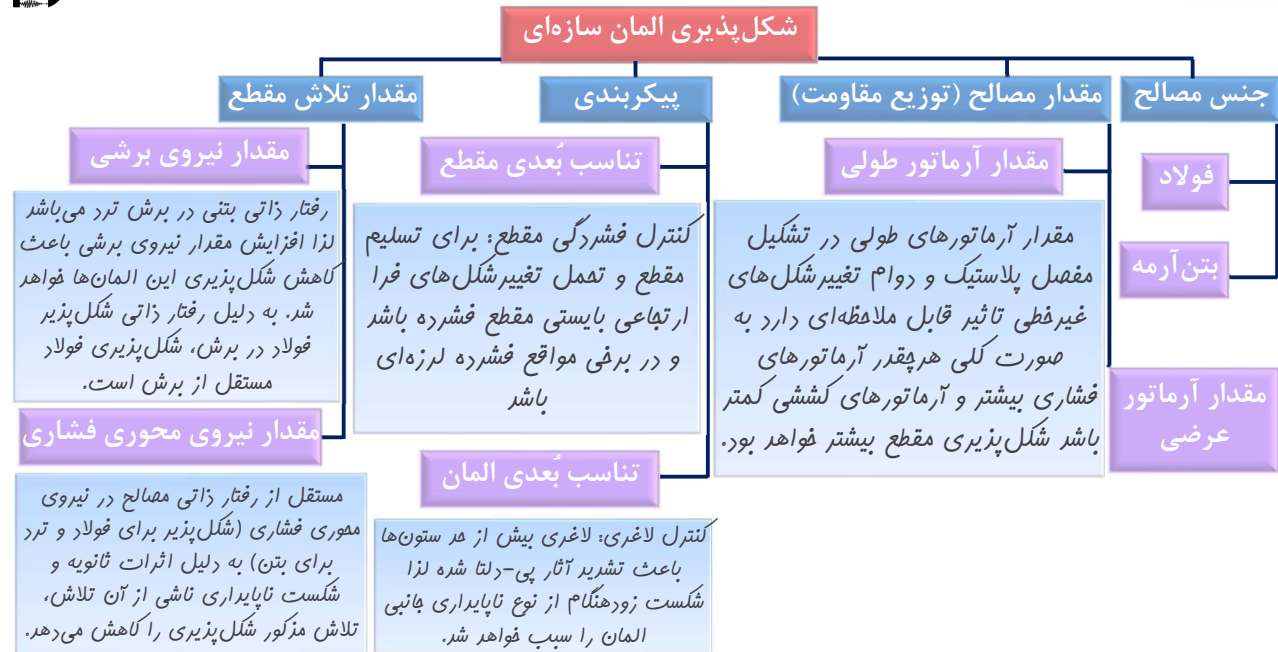 شکل‌پذیری المان سازه‌ای
جنس مصالح
فولاد
بتن‌آرمه
مقدار مصالح (توزیع مقاومت)
مقدار آرماتور طولی
مقدار آرماتورهای طولی در تشکیل
مفصل پلاستیک و دوام تغییرشکل‌های
غیرخطی تاثیر قابل ملاحظه‌ای دارد به
صورت کلی هرچقدر آرماتورهای
فشاری بیشتر و آرماتورهای کششی کمتر
باشد شکل‌پذیری مقطع بیشتر خواهد بود.
مقدار آرماتور
عرضی
پیکربندی
تناسب بُعدی مقطع
کنترل فشردگی مقطع: برای تسلیم
مقطع و تحمل تغییرشکل‌های فرا
ارتجاعی بایستی مقطع فشرده باشد
و در برخی مواقع فشرده لرزه‌ای
باشد
تناسب بُعدی المان
کنترل لاغری: لاغری بیش از حد ستون‌ها
باعث تشدید آثار پی-دلتا شده لذا
شکست زودهنگام از نوع ناپایداری جانبی
المان را سبب خواهد شد.
مقدار تلاش مقطع
مقدار نیروی برشی
رفتار ذاتی بتنی در برش ترد می‌باشد
لذا افزایش مقدار نیروی برشی باعث
کاهش شکل‌پذیری این المان‌ها خواهد
شد. به دلیل رفتار ذاتی شکل‌پذیر
فولاد در برش، شکل‌پذیری فولاد
مستقل از برش است.
مقدار نیروی محوری فشاری
مستقل از رفتار ذاتی مصالح در نیروی
محوری فشاری (شکل‌پذیر برای فولاد و ترد
برای بتن) به دلیل اثرات ثانویه و
شکست ناپایداری ناشی از آن تلاش،
تلاش مذکور شکل‌پذیری را کاهش می‌دهد.